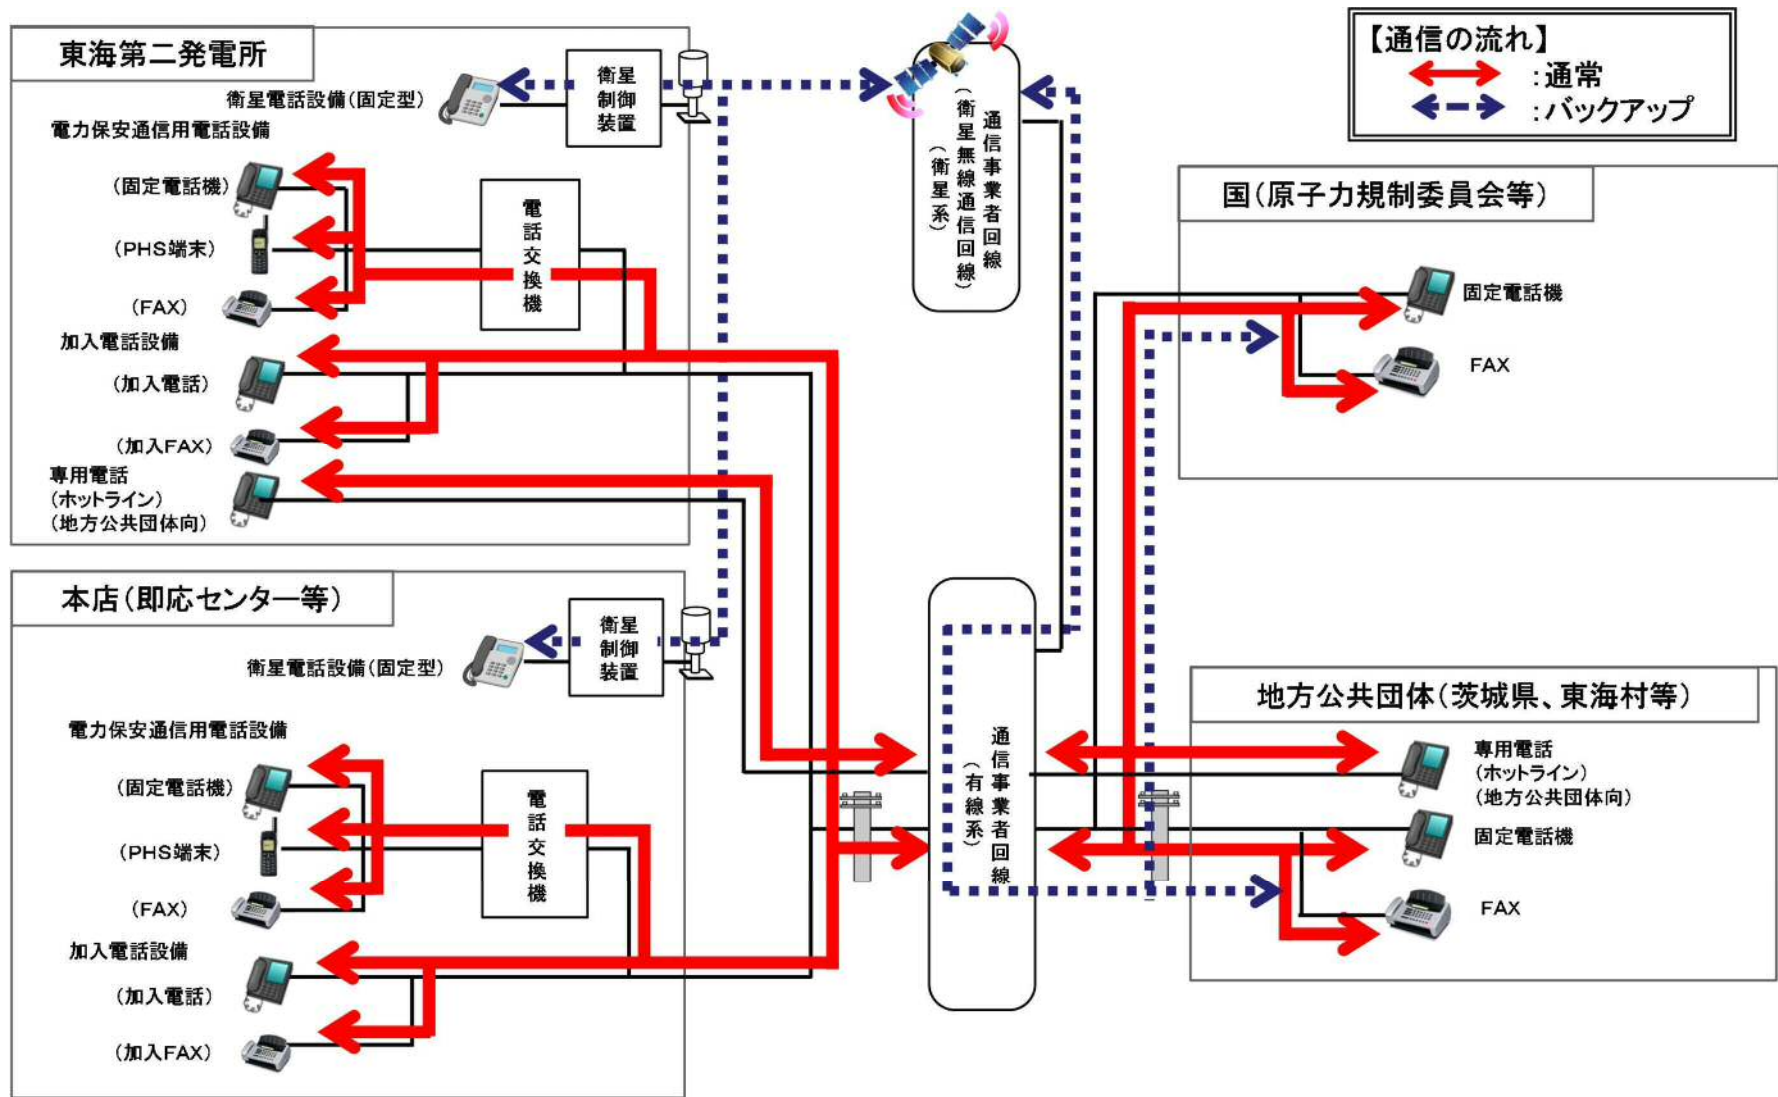 【通信の流れ】
:通常
:バックアップ
東海第二発電所
衛星電話設備(固定型)
衛星
制御
装置
電力保安通信用電話設備
(固定電話機)
(PHS端末)
(FAX)
電話交換機
加入電話設備
(加入電話)
(加入FAX)
専用電話
(ホットライン)
(地方公共団体向)
通信事業者回線
(衛星無線通信回線)
(衛星系)
国(原子力規制委員会等)
固定電話機
FAX
本店(即応センター等)
衛星電話設備(固定型)
衛星
制御
装置
電力保安通信用電話設備
(固定電話機)
(PHS端末)
(FAX)
電話交換機
加入電話設備
(加入電話)
(加入FAX)
通信事業者回線
(有線系)
地方公共団体(茨城県、東海村等)
専用電話
(ホットライン)
(地方公共団体向)
固定電話機
FAX